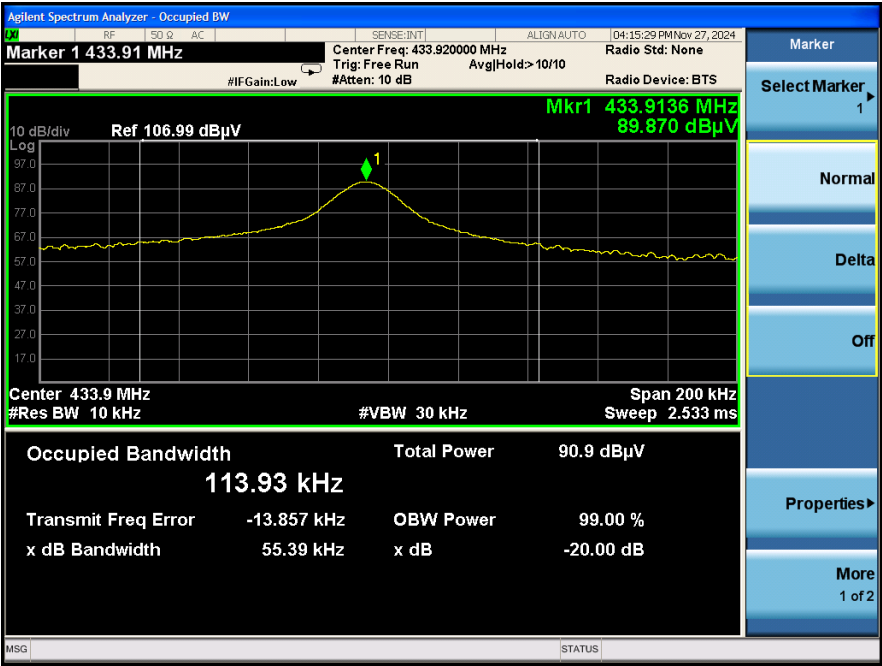 Agilent Spectrum Analyzer - Occupied BW
LXI RF 50 Ω AC SENSE:INT ALIGN AUTO 04:15:29 PM Nov 27, 2024
Marker 1 433.91 MHz
Center Freq: 433.920000 MHz
Radio Std: None
Trig: Free Run Avg|Hold:> 10/10
#IFGain:Low #Atten: 10 dB Radio Device: BTS
Mkr1 433.9136 MHz
89.870 dBμV
10 dB/div Ref 106.99 dBμV
Log
1
97.0
87.0
77.0
67.0
57.0
47.0
37.0
27.0
17.0
Center 433.9 MHz Span 200 kHz
#Res BW 10 kHz #VBW 30 kHz Sweep 2.533 ms
Occupied Bandwidth Total Power 90.9 dBμV
113.93 kHz
Transmit Freq Error -13.857 kHz OBW Power 99.00 %
x dB Bandwidth 55.39 kHz x dB -20.00 dB
Marker
Select Marker
1
Normal
Delta
Off
Properties
More
1 of 2
MSG STATUS